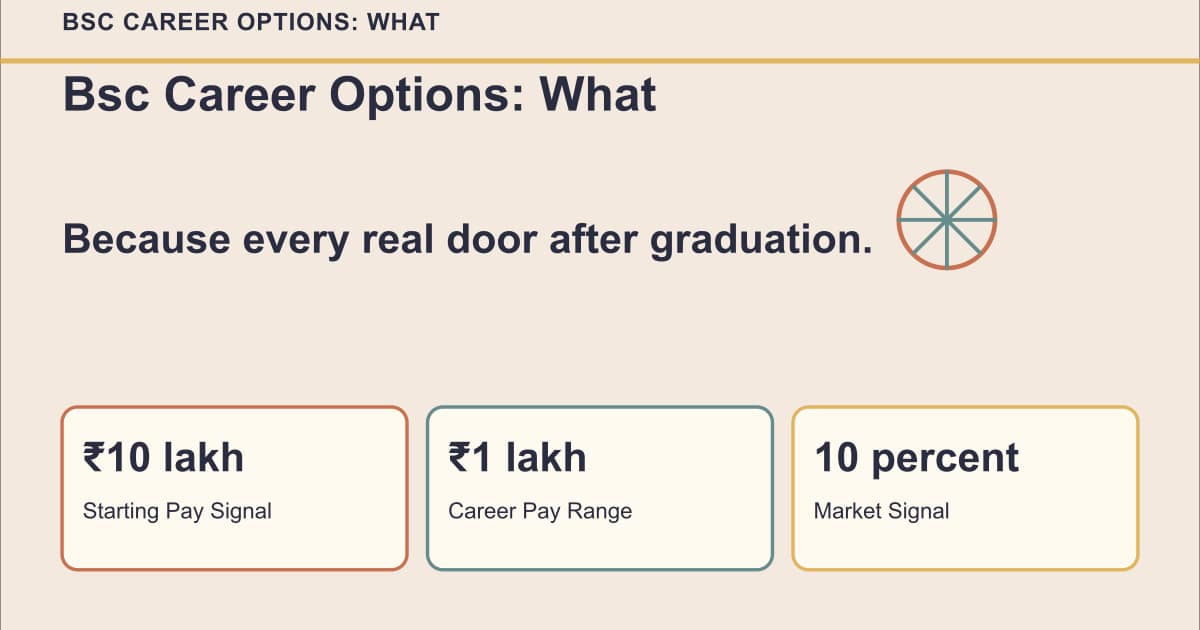 BSC CAREER OPTIONS: WHAT
Bsc Career Options: What
Because every real door after graduation.
₹10 lakh
Starting Pay Signal
₹1 lakh
Career Pay Range
10 percent
Market Signal